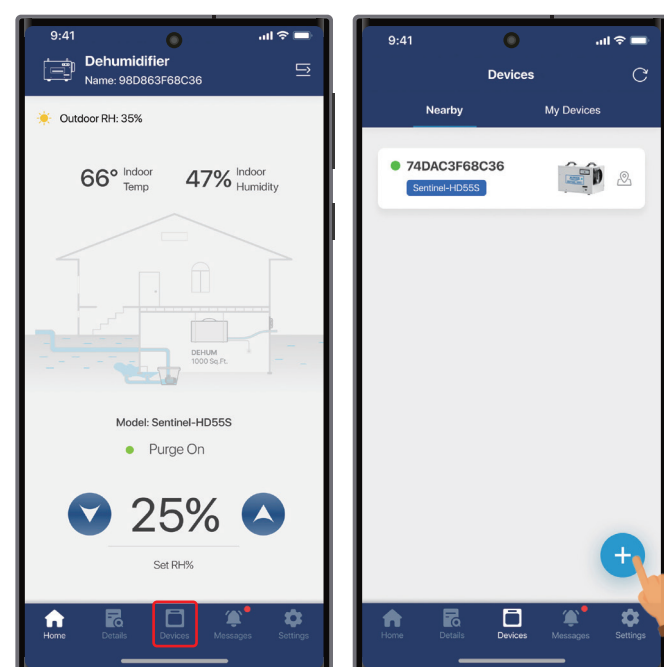 9:41
Dehumidifier
Name: 98D863F68C36
Outdoor RH: 35%
66° Indoor Temp
47% Indoor Humidity
DEHUM
1000 Sq.Ft.
Model: Sentinel-HD55S
Purge On
25%
Set RH%
Home Details Devices Messages Settings
9:41
Devices
Nearby My Devices
74DAC3F68C36
Sentinel-HD55S
Home Details Devices Messages Settings